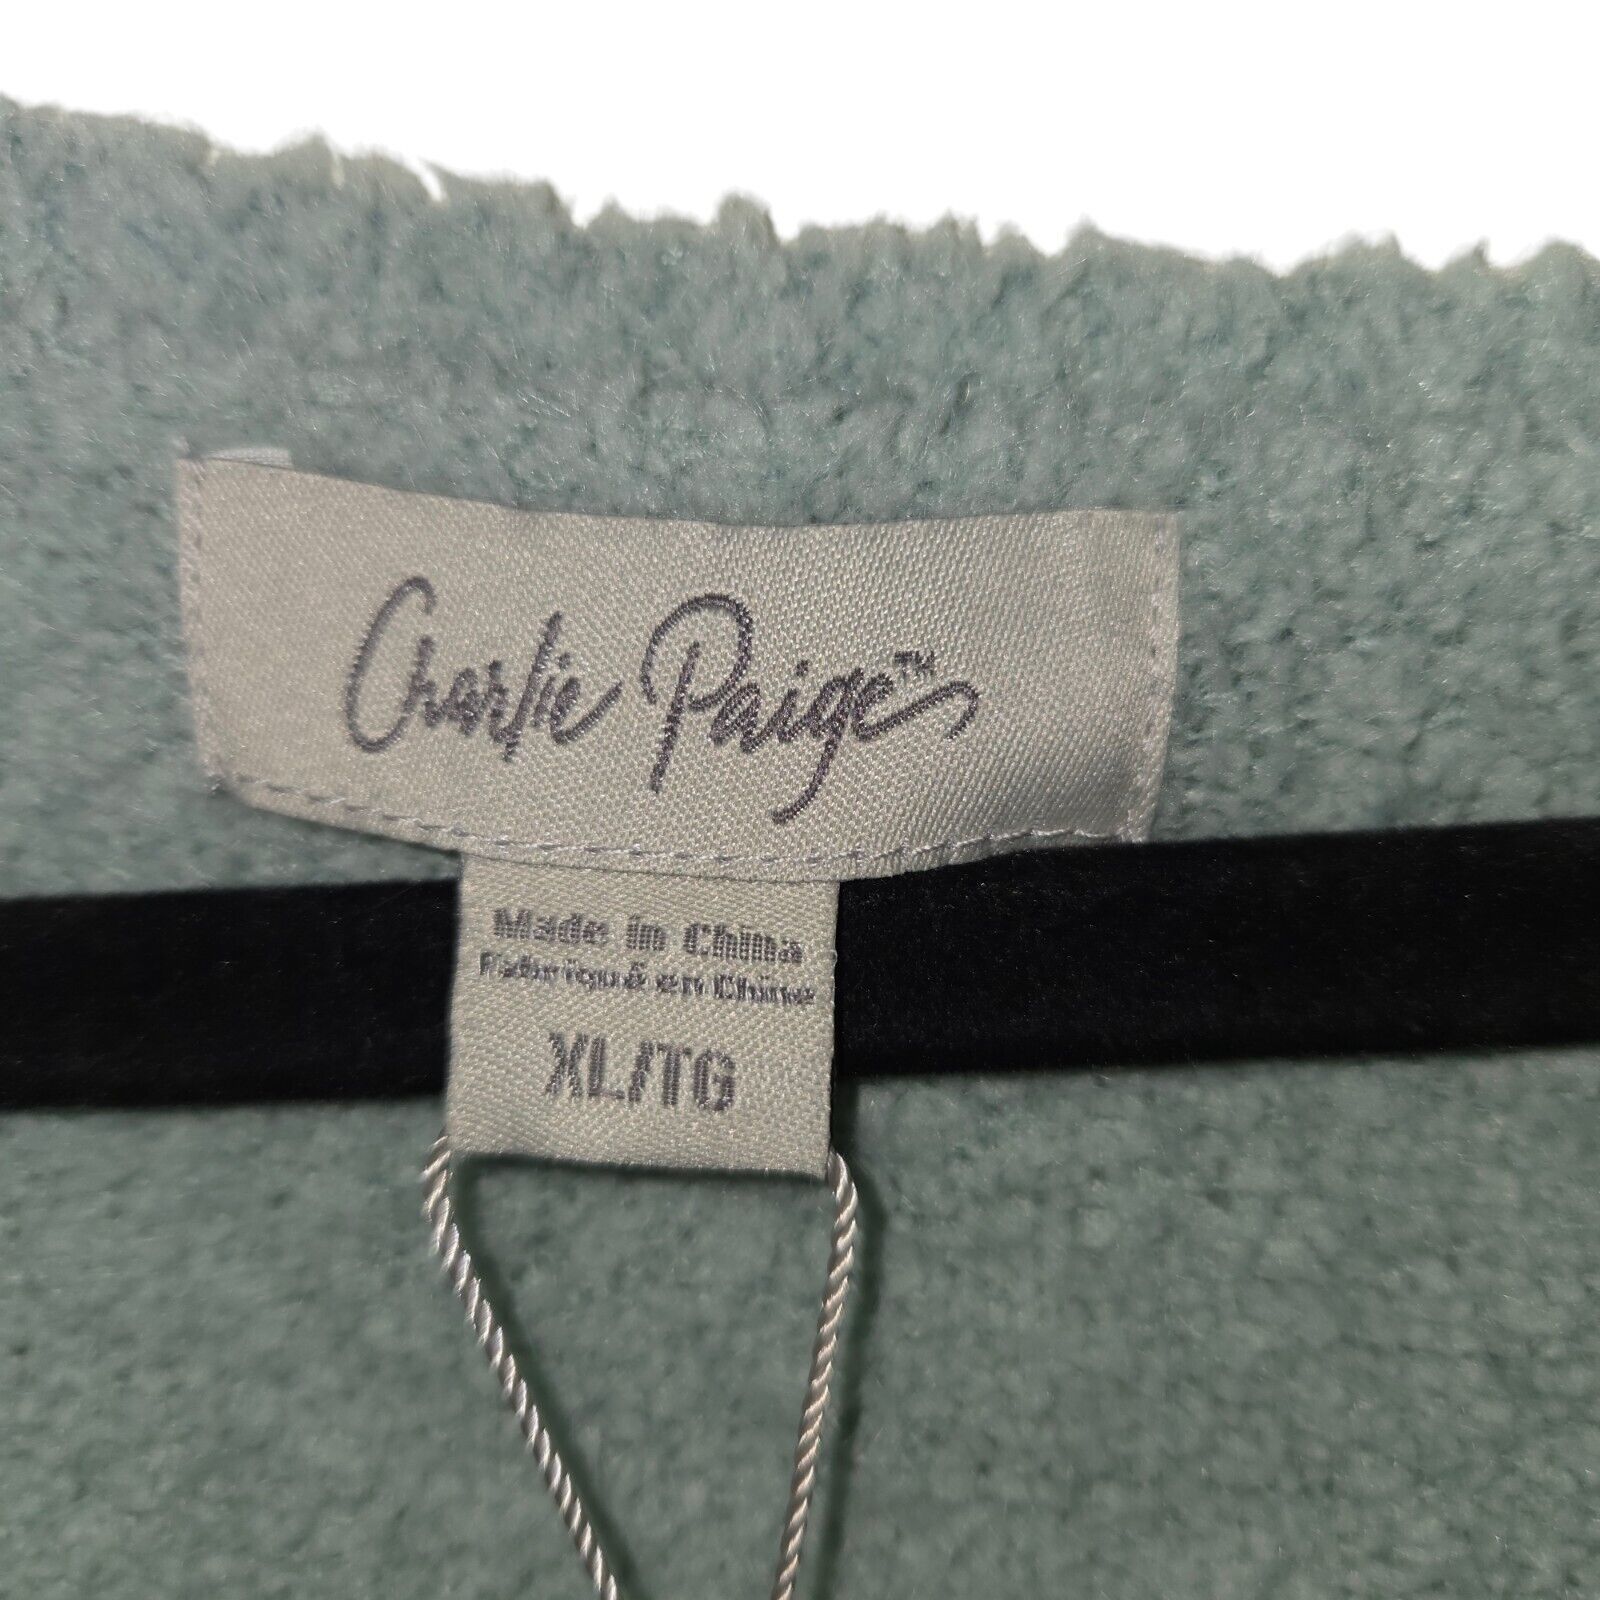 Charlie Paige™
Made in China
Fabriqué en Chine
XL/TG